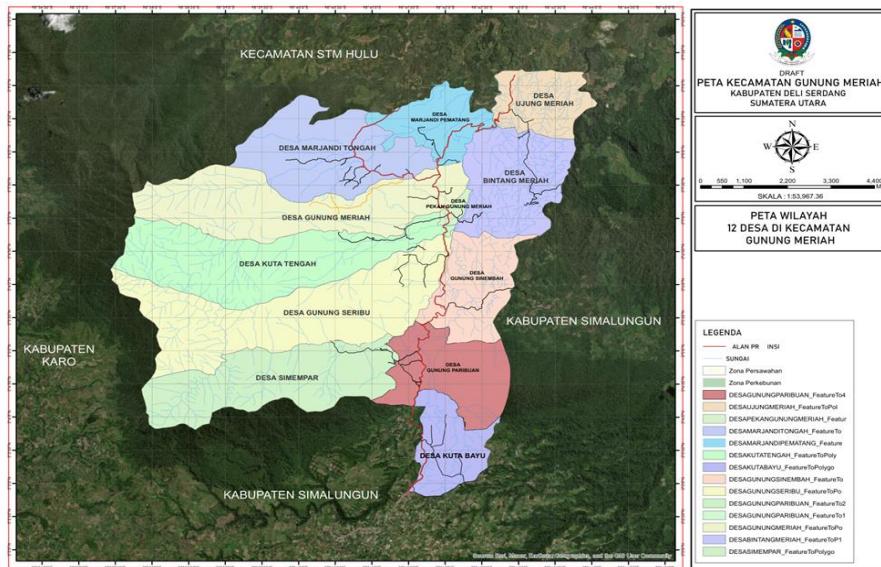 KECAMATAN STM HULU
DESA
UJUNG MERIAH
DESA
MARJANDI PEMATANG
DESA MARJANDI TONGAH
DESA
BINTANG MERIAH
DESA
PEKAN GUNUNG MERIAH
DESA GUNUNG MERIAH
DESA KUTA TENGAH
DESA
GUNUNG SINEMBAH
DESA GUNUNG SERIBU
KABUPATEN SIMALUNGUN
KABUPATEN
KARO
DESA SIMEMPAR
DESA
GUNUNG PARIBUAN
DESA KUTA BAYU
KABUPATEN SIMALUNGUN
DRAFT
PETA KECAMATAN GUNUNG MERIAH
KABUPATEN DELI SERDANG
SUMATERA UTARA
N
W E
S
0 550 1,100 2,200 3,300 4,400
SKALA : 1:53,967.36
PETA WILAYAH
12 DESA DI KECAMATAN
GUNUNG MERIAH
LEGENDA
ALAN PR INSI
SUNGAI
Zona Persawahan
Zona Perkebunan
DESAGUNUNGPARIBUAN_FeatureTo4
DESAUJUNGMERIAH_FeatureToPol
DESAPEKANGUNUNGMERIAH_Featur
DESAMARJANDITONGAH_FeatureTo
DESAMARJANDIPEMATANG_Feature
DESAKUTATENGAH_FeatureToPoly
DESAKUTABAYU_FeatureToPolygo
DESAGUNUNGSINEMBAH_FeatureTo
DESAGUNUNGSERIBU_FeatureToPo
DESAGUNUNGPARIBUAN_FeatureTo2
DESAGUNUNGPARIBUAN_FeatureTo1
DESAGUNUNGMERIAH_FeatureToPo
DESABINTANGMERIAH_FeatureToP1
DESASIMEMPAR_FeatureToPolygo